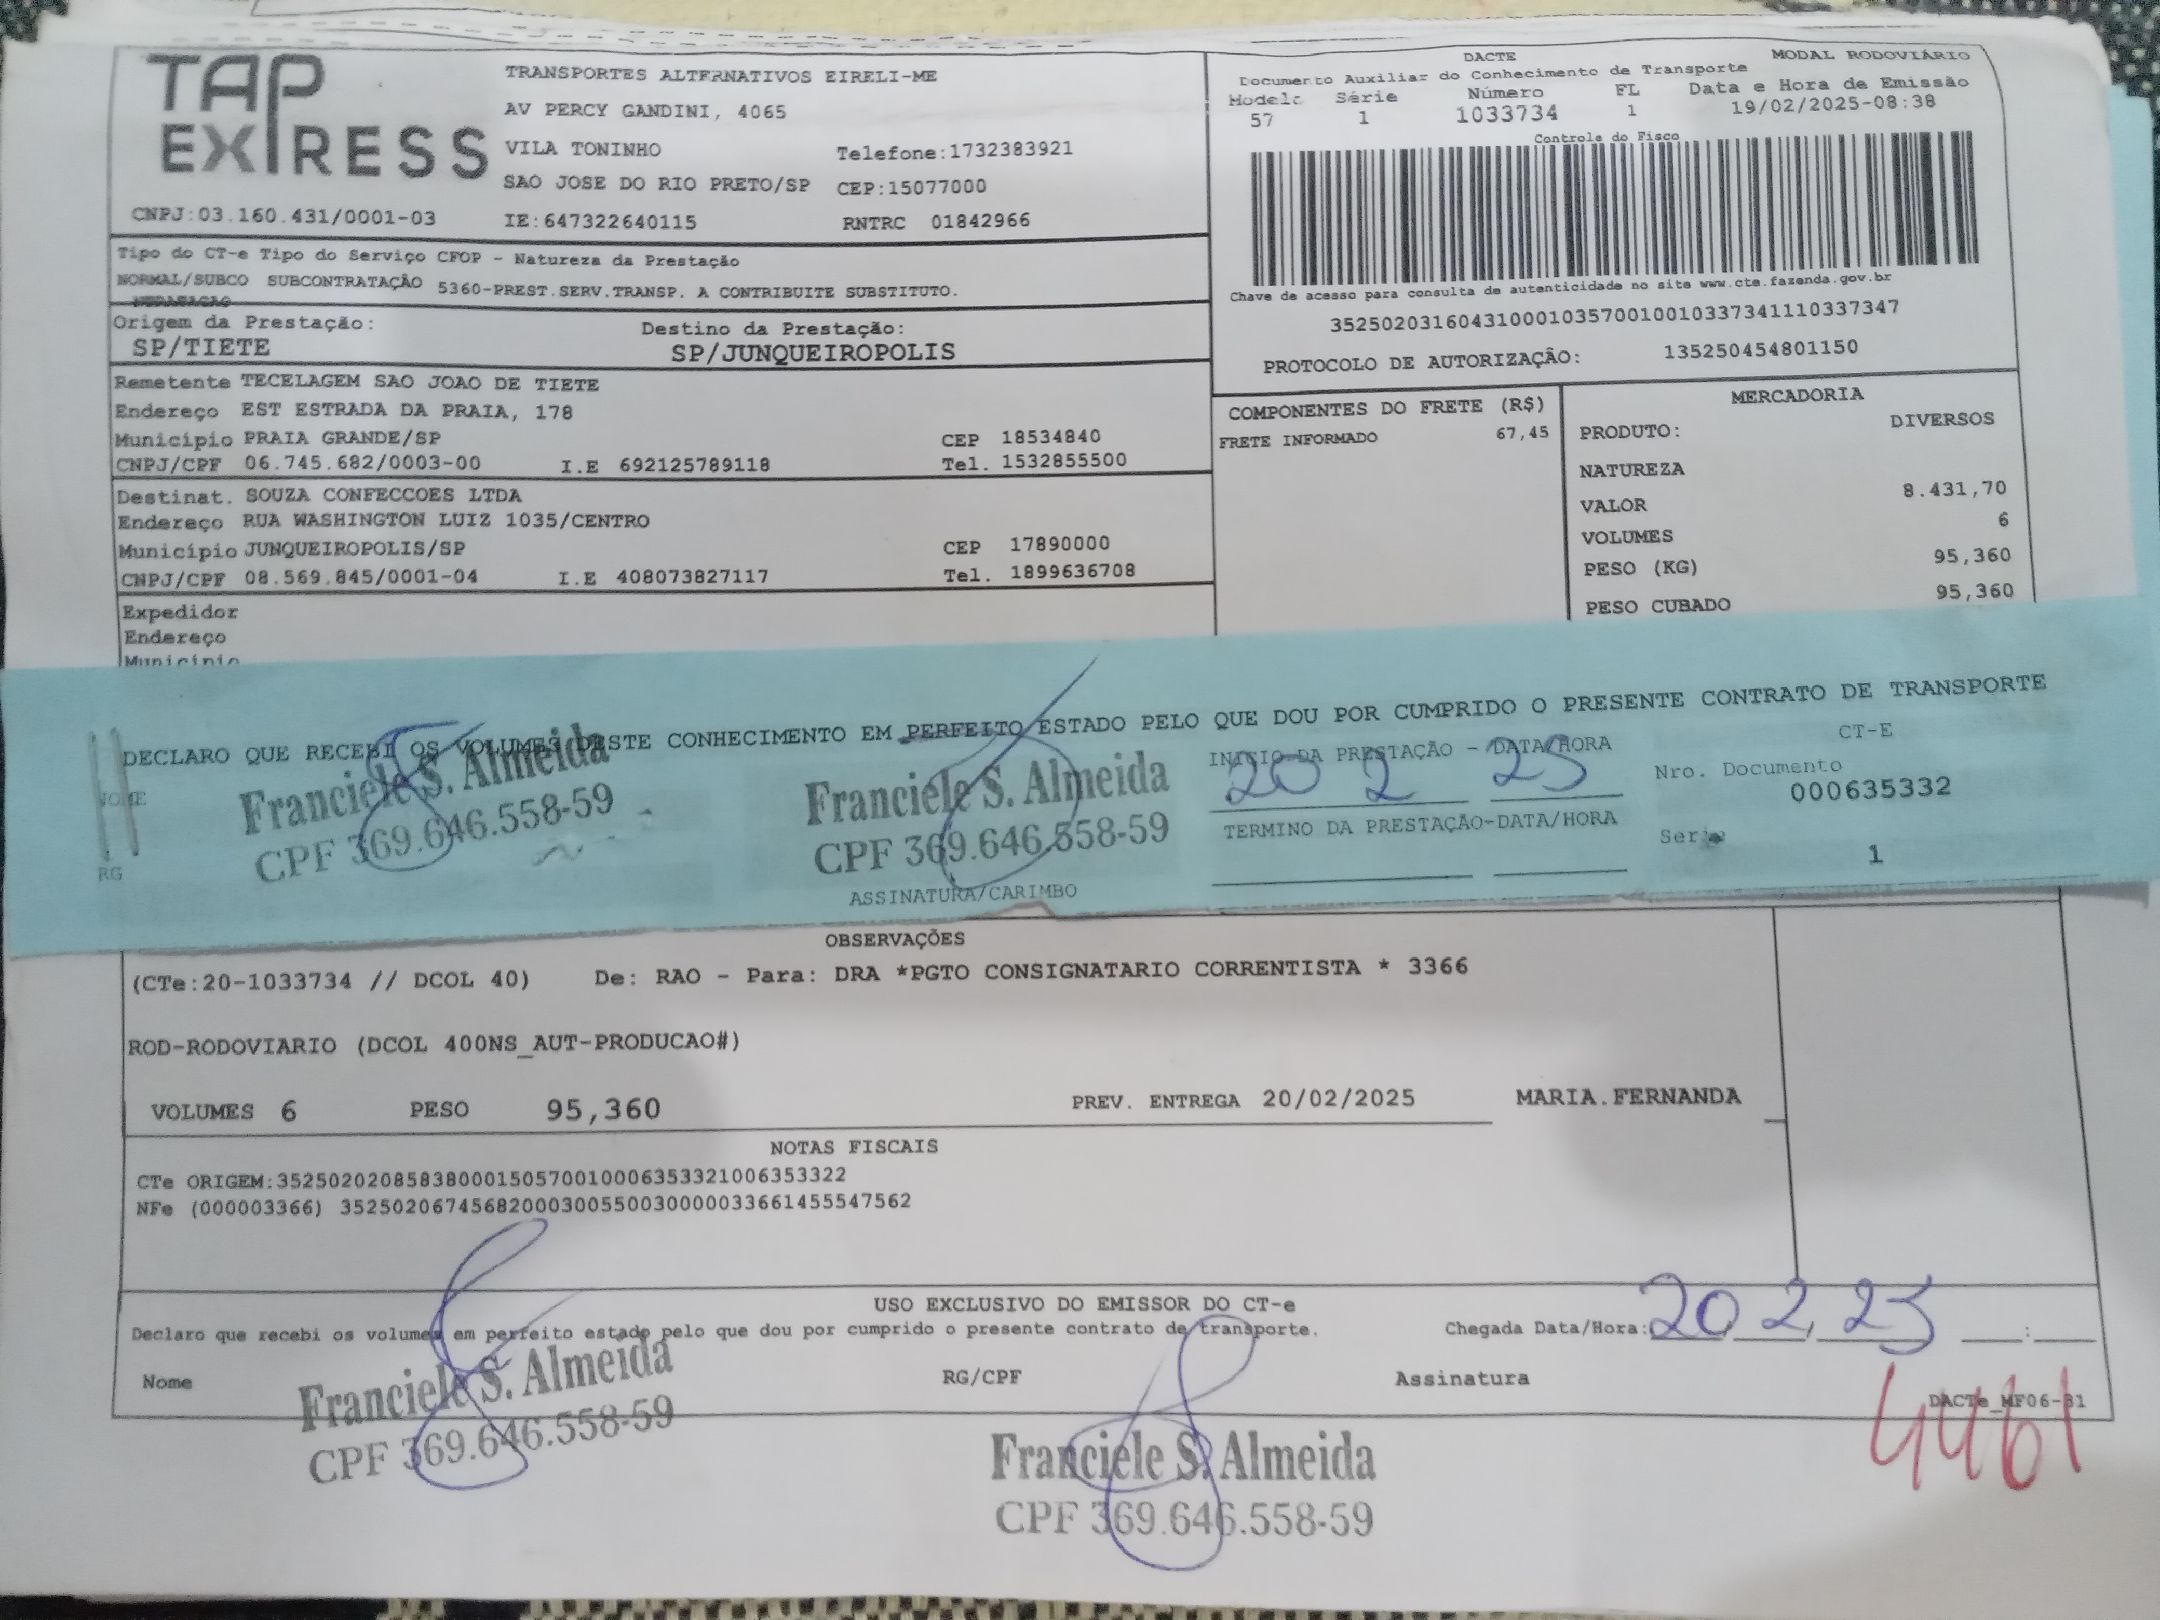 TAP EXPRESS
TRANSPORTES ALTERNATIVOS EIRELI-ME
AV PERCY GANDINI, 4065
VILA TONINHO Telefone:1732383921
SAO JOSE DO RIO PRETO/SP CEP:15077000
CNPJ:03.160.431/0001-03 IE:647322640115 RNTRC 01842966
DACTE MODAL RODOVIÁRIO
Documento Auxiliar do Conhecimento de Transporte
Modelo Série Número FL Data e Hora de Emissão
57 1 1033734 1 19/02/2025-08:38
Controle do Fisco
Chave de acesso para consulta de autenticidade no site www.cte.fazenda.gov.br
35250203160431000103570010010337341110337347
PROTOCOLO DE AUTORIZAÇÃO: 135250454801150
Tipo do CT-e Tipo do Serviço CFOP - Natureza da Prestação
NORMAL/SUBCO SUBCONTRATAÇÃO 5360-PREST.SERV.TRANSP. A CONTRIBUITE SUBSTITUTO.
Origem da Prestação: Destino da Prestação:
SP/TIETE SP/JUNQUEIROPOLIS
Remetente TECELAGEM SAO JOAO DE TIETE
Endereço EST ESTRADA DA PRAIA, 178
Município PRAIA GRANDE/SP CEP 18534840
CNPJ/CPF 06.745.682/0003-00 I.E 692125789118 Tel. 1532855500
Destinat. SOUZA CONFECCOES LTDA
Endereço RUA WASHINGTON LUIZ 1035/CENTRO
Município JUNQUEIROPOLIS/SP CEP 17890000
CNPJ/CPF 08.569.845/0001-04 I.E 408073827117 Tel. 1899636708
Expedidor
Endereço
Município
COMPONENTES DO FRETE (R$)
FRETE INFORMADO 67,45
MERCADORIA
PRODUTO: DIVERSOS
NATUREZA
VALOR 8.431,70
VOLUMES 6
PESO (KG) 95,360
PESO CUBADO 95,360
DECLARO QUE RECEBI OS VOLUMES DESTE CONHECIMENTO EM PERFEITO ESTADO PELO QUE DOU POR CUMPRIDO O PRESENTE CONTRATO DE TRANSPORTE
NOME
Franciele S. Almeida
CPF 369.646.558-59
RG
Franciele S. Almeida
CPF 369.646.558-59
ASSINATURA/CARIMBO
INICIO DA PRESTAÇÃO - DATA/HORA
20 2 25
TERMINO DA PRESTAÇÃO-DATA/HORA
CT-E
Nro. Documento
000635332
Serie
1
OBSERVAÇÕES
(CTe:20-1033734 // DCOL 40) De: RAO - Para: DRA *PGTO CONSIGNATARIO CORRENTISTA * 3366
ROD-RODOVIARIO (DCOL 400NS_AUT-PRODUCAO#)
VOLUMES 6 PESO 95,360 PREV. ENTREGA 20/02/2025 MARIA.FERNANDA
NOTAS FISCAIS
CTe ORIGEM:35250202085838000150570010006353321006353322
NFe (000003366) 35250206745682000300550030000033661455547562
USO EXCLUSIVO DO EMISSOR DO CT-e
Declaro que recebi os volumes em perfeito estado pelo que dou por cumprido o presente contrato de transporte. Chegada Data/Hora: 20 2 25 :
Nome RG/CPF Assinatura
Franciele S. Almeida
CPF 369.646.558-59
DACTe_MF06-81
4461
Franciele S. Almeida
CPF 369.646.558-59